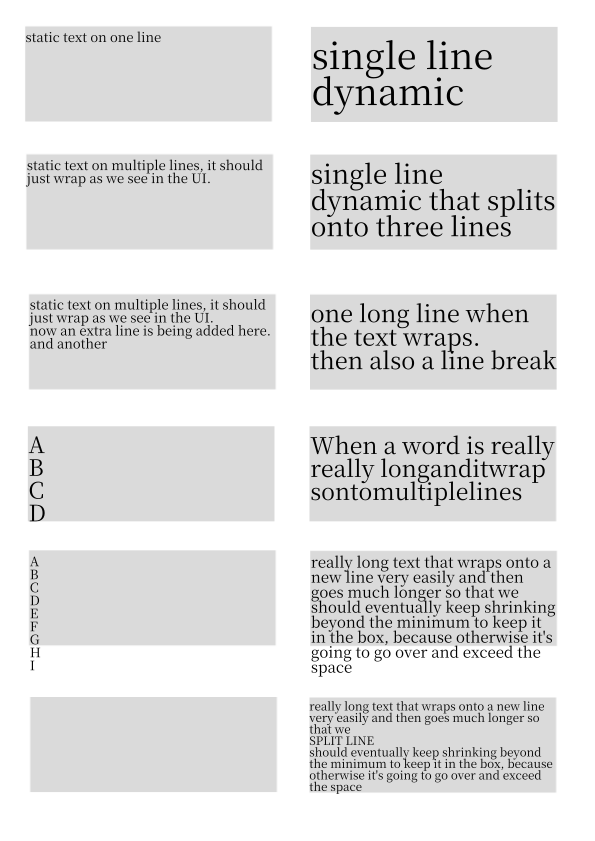 static text on one line
single line
dynamic
static text on multiple lines, it should
just wrap as we see in the UI.
single line
dynamic that splits
onto three lines
static text on multiple lines, it should
just wrap as we see in the UI.
now an extra line is being added here.
and another
one long line when
the text wraps.
then also a line break
A
B
C
D
When a word is really
really longanditwrap
sontomultiplelines
A
B
C
D
E
F
G
H
I
really long text that wraps onto a
new line very easily and then
goes much longer so that we
should eventually keep shrinking
beyond the minimum to keep it
in the box, because otherwise it's
going to go over and exceed the
space
really long text that wraps onto a new line
very easily and then goes much longer so
that we
SPLIT LINE
should eventually keep shrinking beyond
the minimum to keep it in the box, because
otherwise it's going to go over and exceed
the space